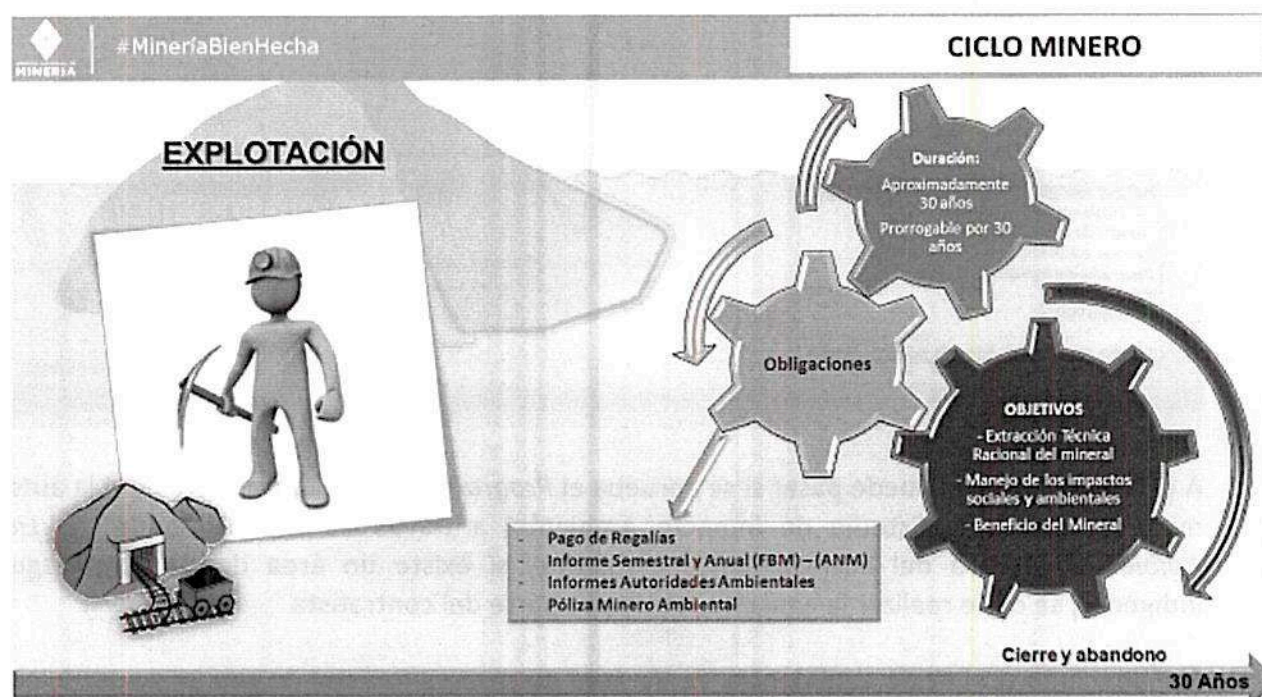 MINERÍA
#MineríaBienHecha
CICLO MINERO
EXPLOTACIÓN
Duración:
Aproximadamente
30 años
Prorrogable por 30
años
Obligaciones
OBJETIVOS
- Extracción Técnica
Racional del mineral
- Manejo de los impactos
sociales y ambientales
- Beneficio del Mineral
- Pago de Regalías
- Informe Semestral y Anual (FBM) – (ANM)
- Informes Autoridades Ambientales
- Póliza Minero Ambiental
Cierre y abandono
30 Años